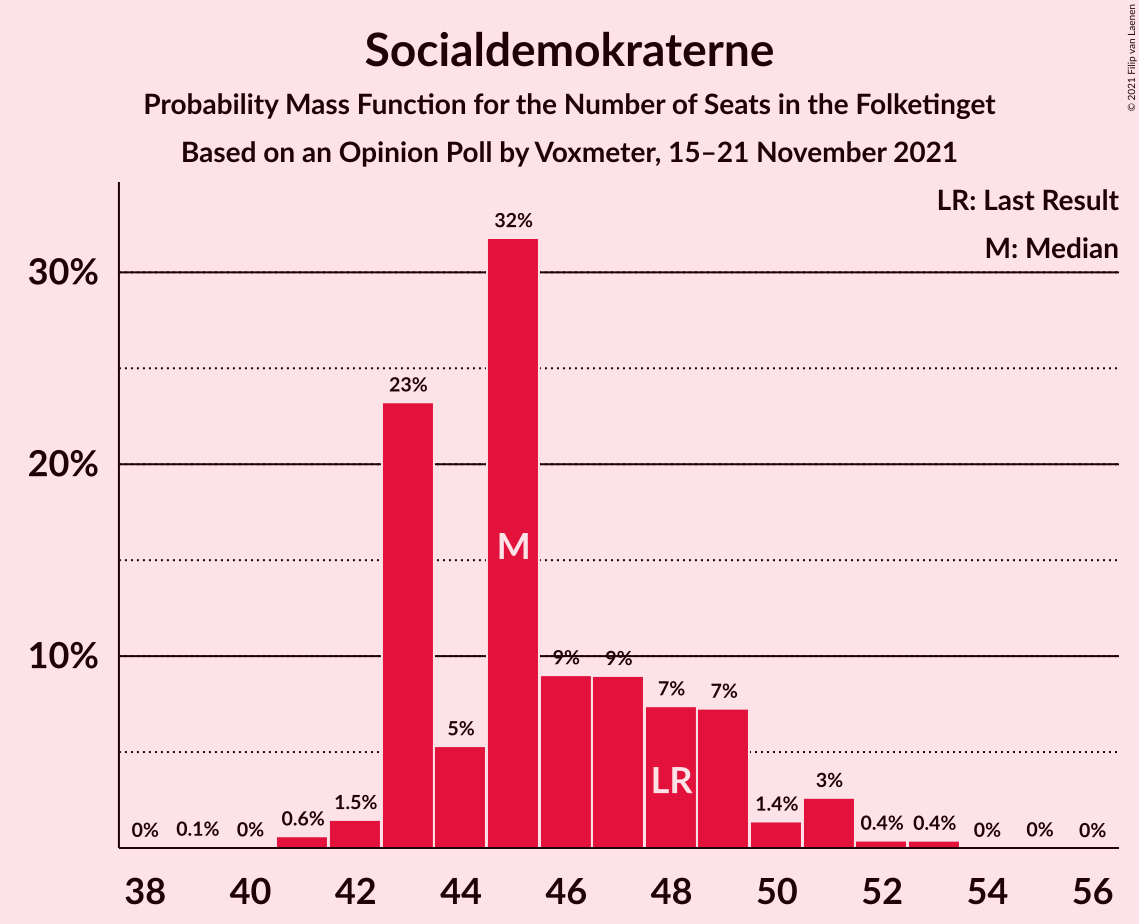 Socialdemokraterne
Probability Mass Function for the Number of Seats in the Folketinget
Based on an Opinion Poll by Voxmeter, 15–21 November 2021
© 2021 Filip van Laenen
LR: Last Result
M: Median
30%
20%
10%
0%
0.1%
0%
0.6%
1.5%
23%
5%
32%
9%
9%
7%
7%
1.4%
3%
0.4%
0.4%
0%
0%
0%
M
LR
38 40 42 44 46 48 50 52 54 56